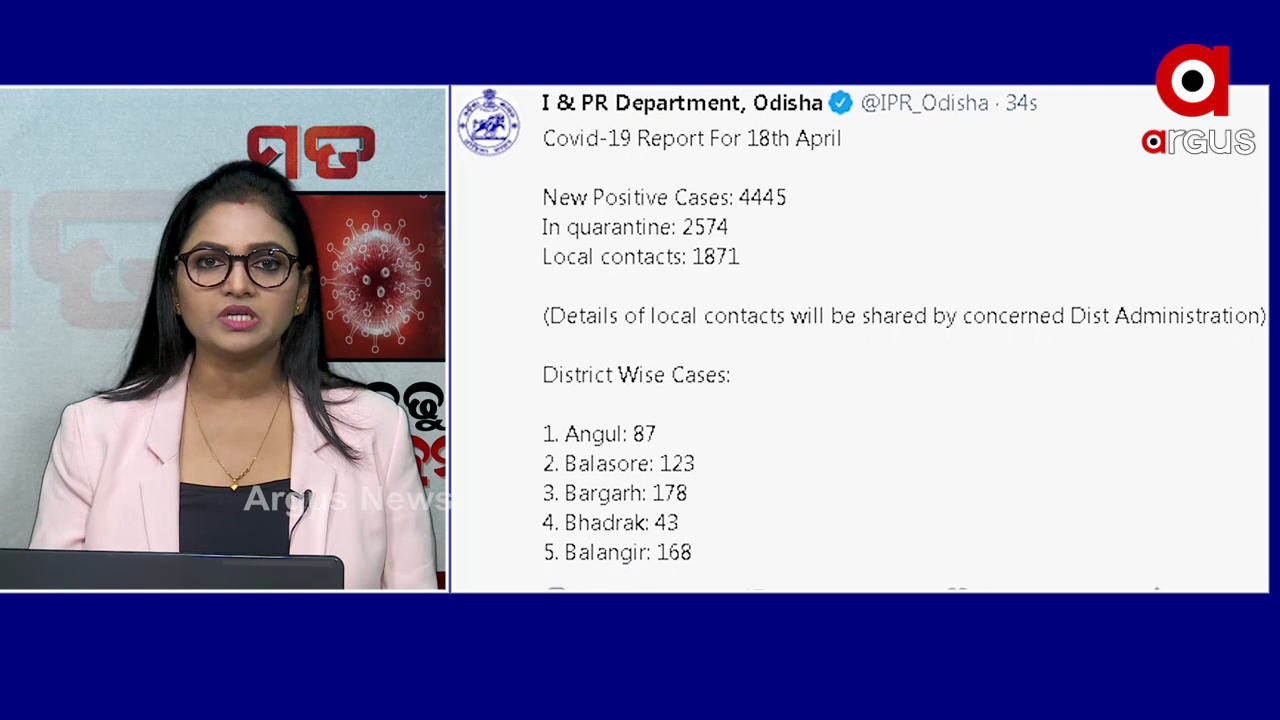 ମତ
I & PR Department, Odisha @IPR_Odisha · 34s
Covid-19 Report For 18th April
New Positive Cases: 4445
In quarantine: 2574
Local contacts: 1871
(Details of local contacts will be shared by concerned Dist Administration)
District Wise Cases:
1. Angul: 87
2. Balasore: 123
3. Bargarh: 178
4. Bhadrak: 43
5. Balangir: 168
argus
Argus News